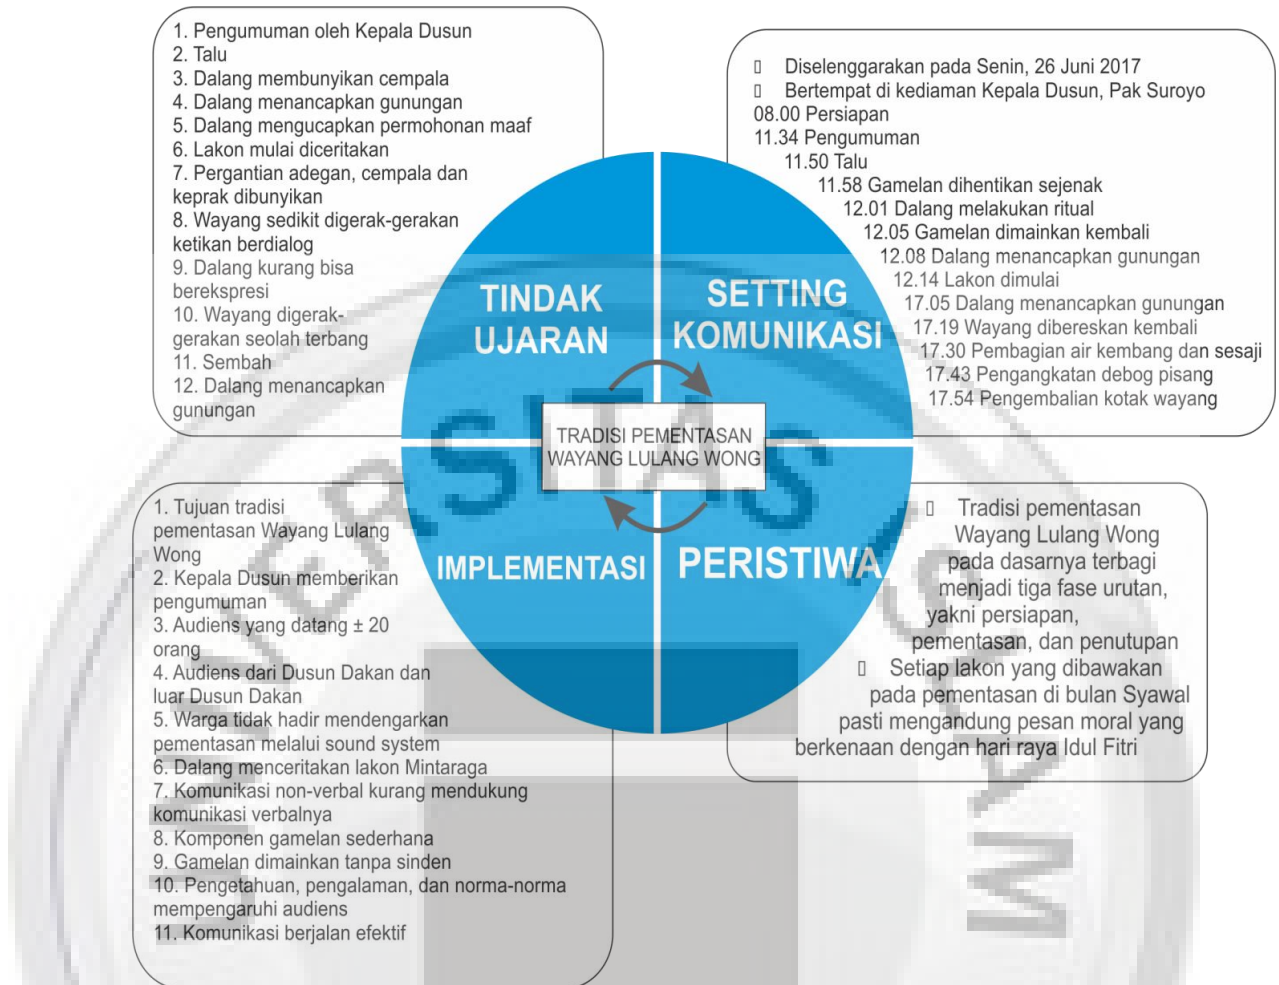 1. Pengumuman oleh Kepala Dusun
2. Talu
3. Dalang membunyikan cempala
4. Dalang menancapkan gunungan
5. Dalang mengucapkan permohonan maaf
6. Lakon mulai diceritakan
7. Pergantian adegan, cempala dan
keprak dibunyikan
8. Wayang sedikit digerak-gerakan
ketikan berdialog
9. Dalang kurang bisa
berekspresi
10. Wayang digerak-
gerakan seolah terbang
11. Sembah
12. Dalang menancapkan
gunungan
Diselenggarakan pada Senin, 26 Juni 2017
Bertempat di kediaman Kepala Dusun, Pak Suroyo
08.00 Persiapan
11.34 Pengumuman
11.50 Talu
11.58 Gamelan dihentikan sejenak
12.01 Dalang melakukan ritual
12.05 Gamelan dimainkan kembali
12.08 Dalang menancapkan gunungan
12.14 Lakon dimulai
17.05 Dalang menancapkan gunungan
17.19 Wayang dibereskan kembali
17.30 Pembagian air kembang dan sesaji
17.43 Pengangkatan debog pisang
17.54 Pengembalian kotak wayang
TINDAK
UJARAN
SETTING
KOMUNIKASI
TRADISI PEMENTASAN
WAYANG LULANG WONG
IMPLEMENTASI
PERISTIWA
1. Tujuan tradisi
pementasan Wayang Lulang
Wong
2. Kepala Dusun memberikan
pengumuman
3. Audiens yang datang ± 20
orang
4. Audiens dari Dusun Dakan dan
luar Dusun Dakan
5. Warga tidak hadir mendengarkan
pementasan melalui sound system
6. Dalang menceritakan lakon Mintaraga
7. Komunikasi non-verbal kurang mendukung
komunikasi verbalnya
8. Komponen gamelan sederhana
9. Gamelan dimainkan tanpa sinden
10. Pengetahuan, pengalaman, dan norma-norma
mempengaruhi audiens
11. Komunikasi berjalan efektif
Tradisi pementasan
Wayang Lulang Wong
pada dasarnya terbagi
menjadi tiga fase urutan,
yakni persiapan,
pementasan, dan penutupan
Setiap lakon yang dibawakan
pada pementasan di bulan Syawal
pasti mengandung pesan moral yang
berkenaan dengan hari raya Idul Fitri
UNIVERSITAS ISLAM